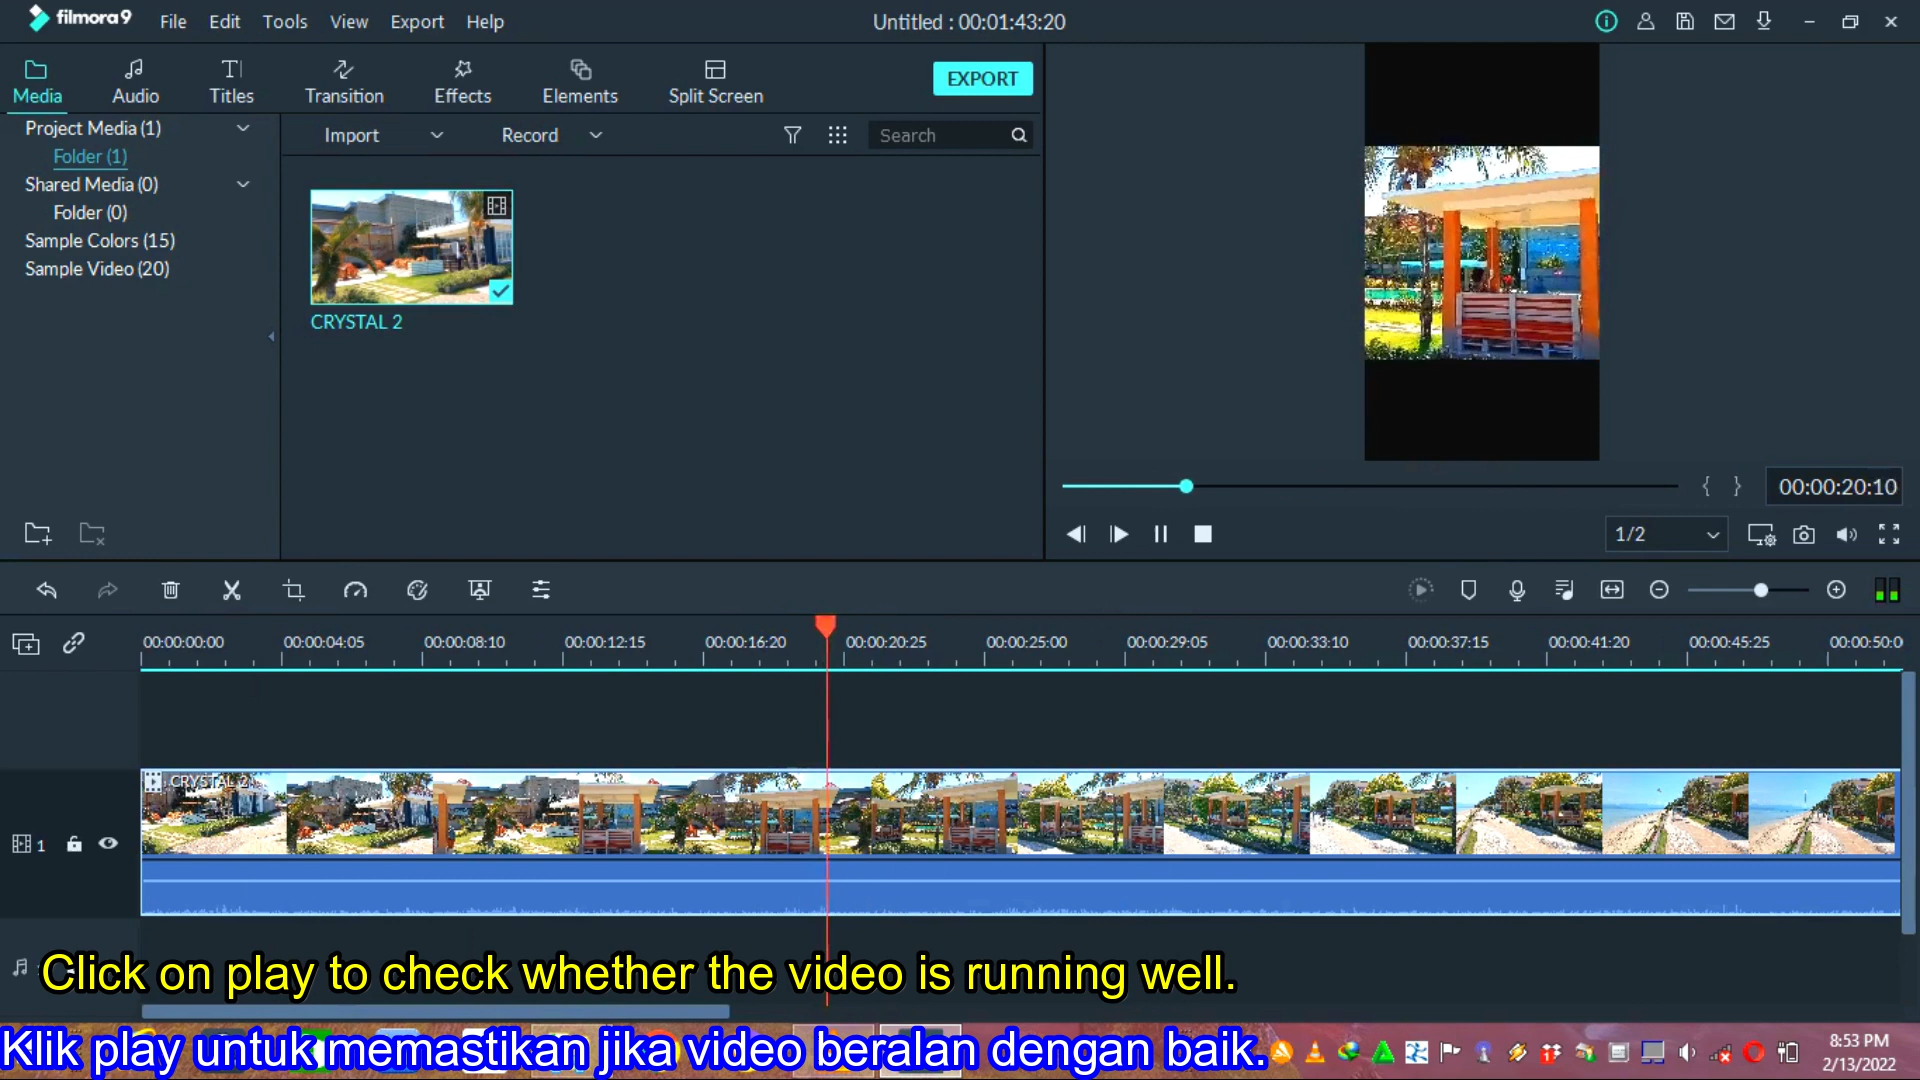 filmora9
File Edit Tools View Export Help
Untitled : 00:01:43:20
Media Audio Titles Transition Effects Elements Split Screen
EXPORT
Project Media (1)
Folder (1)
Shared Media (0)
Folder (0)
Sample Colors (15)
Sample Video (20)
Import Record Search
CRYSTAL 2
00:00:20:10
1/2
00:00:00:00 00:00:04:05 00:00:08:10 00:00:12:15 00:00:16:20 00:00:20:25 00:00:25:00 00:00:29:05 00:00:33:10 00:00:37:15 00:00:41:20 00:00:45:25 00:00:50:0
CRYSTAL 2
1
Click on play to check whether the video is running well.
Klik play untuk memastikan jika video beralan dengan baik.
8:53 PM
2/13/2022